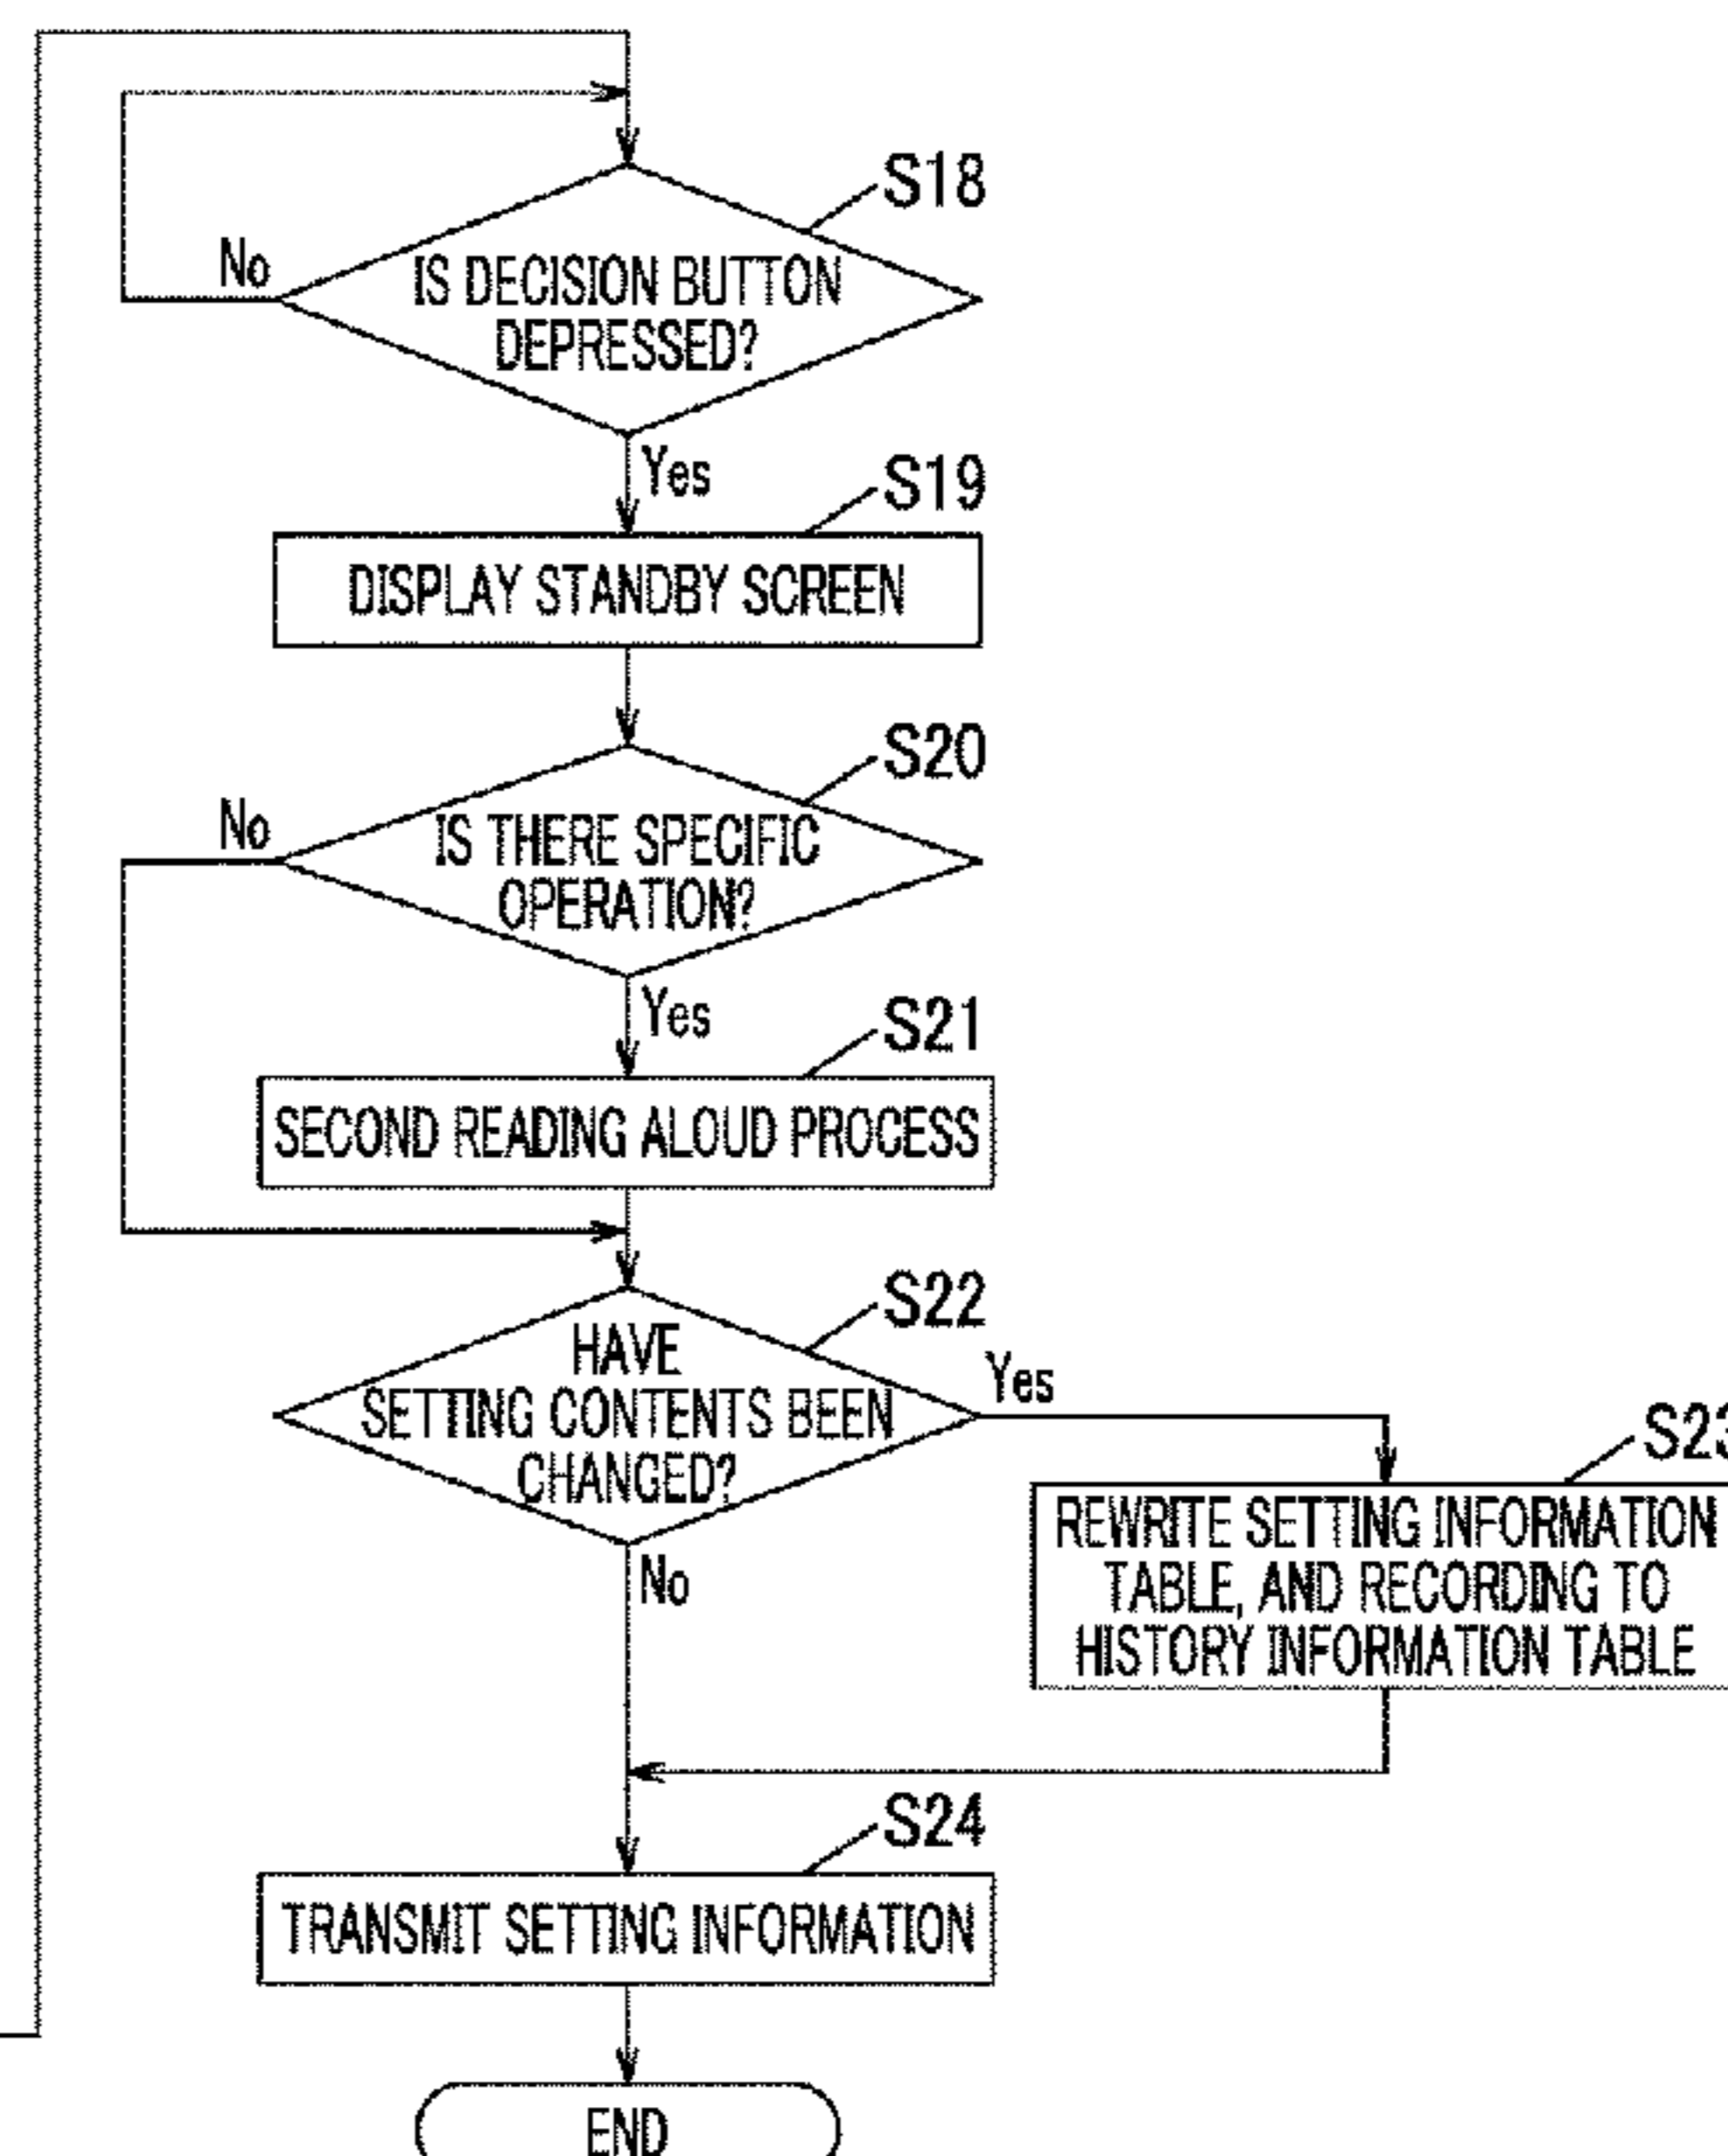 S18
No
IS DECISION BUTTON
DEPRESSED?
Yes
S19
DISPLAY STANDBY SCREEN
S20
No
IS THERE SPECIFIC
OPERATION?
Yes
S21
SECOND READING ALOUD PROCESS
S22
HAVE
SETTING CONTENTS BEEN
CHANGED?
Yes
No
S23
REWRITE SETTING INFORMATION
TABLE, AND RECORDING TO
HISTORY INFORMATION TABLE
S24
TRANSMIT SETTING INFORMATION
END